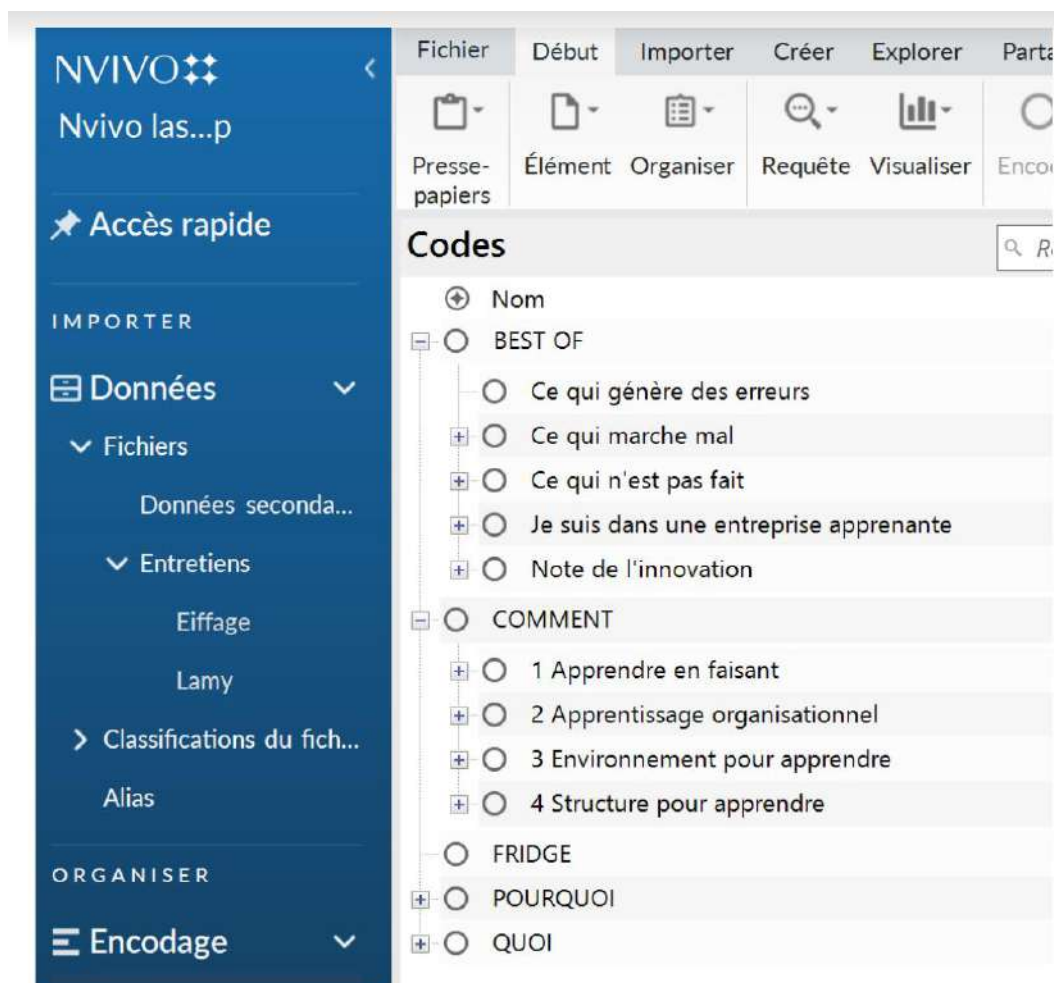 NVIVO
Nvivo las...p
Accès rapide
IMPORTER
Données
Fichiers
Données seconda...
Entretiens
Eiffage
Lamy
Classifications du fich...
Alias
ORGANISER
Encodage
Fichier Début Importer Créer Explorer
Presse-papiers Élément Organiser Requête Visualiser
Codes
Nom
BEST OF
Ce qui génère des erreurs
Ce qui marche mal
Ce qui n'est pas fait
Je suis dans une entreprise apprenante
Note de l'innovation
COMMENT
1 Apprendre en faisant
2 Apprentissage organisationnel
3 Environnement pour apprendre
4 Structure pour apprendre
FRIDGE
POURQUOI
QUOI